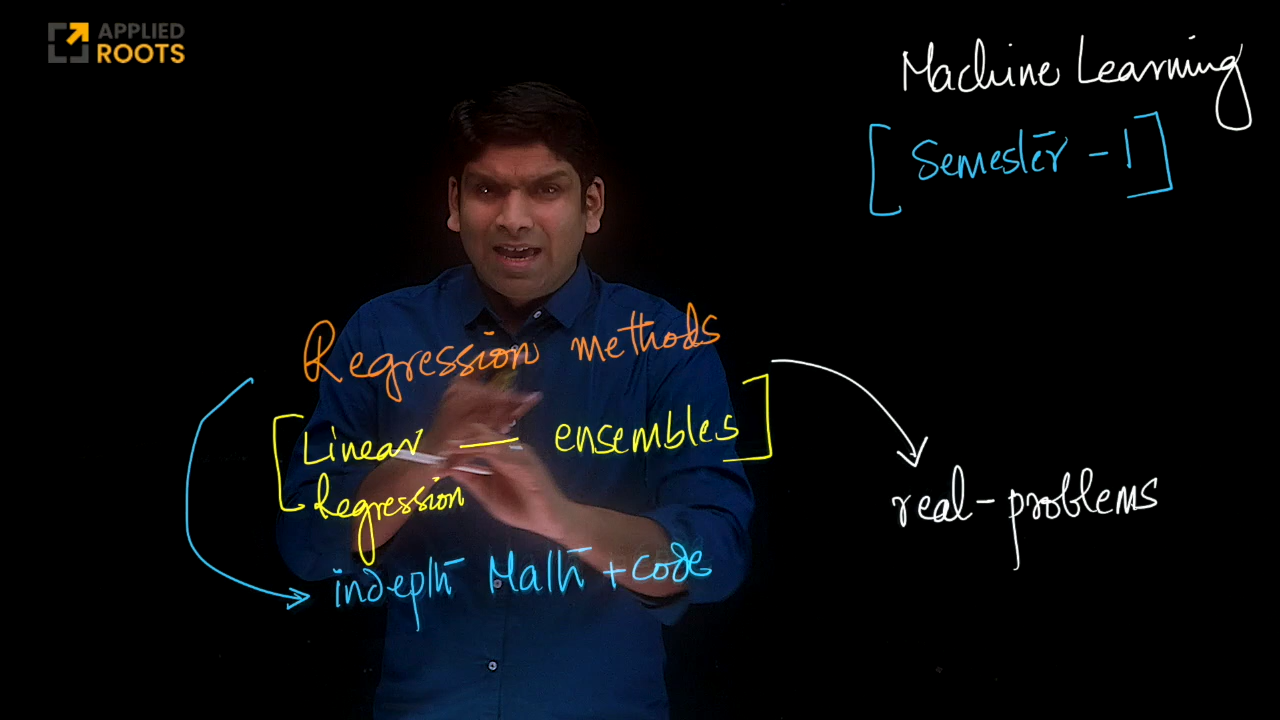 APPLIED
ROOTS
Machine Learning
[Semester - 1]
Regression methods
[Linear — ensembles]
Regression
real-problems
indepth Math + code